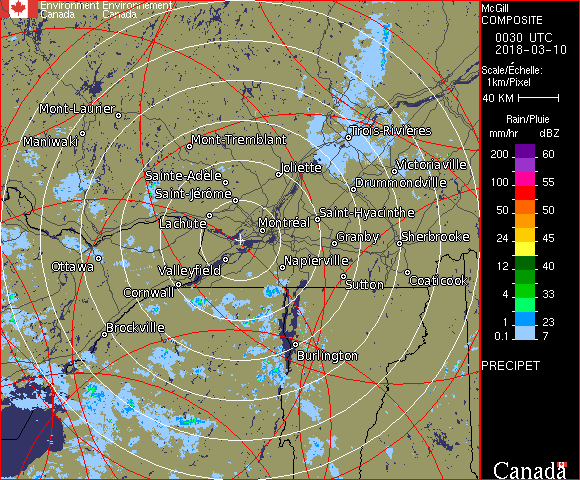 Environment Environnement
Canada Canada
McGill
COMPOSITE
0030 UTC
2018-03-10
Scale/Échelle:
1km/Pixel
40 KM
Rain/Pluie
mm/hr dBZ
200 60
100 55
50 50
24 45
12 40
4 33
1 23
0.1 7
PRECIPET
Canada
Mont-Laurier
Maniwaki
Mont-Tremblant
Trois-Rivières
Victoriaville
Joliette
Sainte-Adèle
Drummondville
Saint-Jérôme
Saint-Hyacinthe
Lachute
Montréal
Granby
Sherbrooke
Ottawa
Valleyfield
Napierville
Sutton
Coaticook
Cornwall
Brockville
Burlington